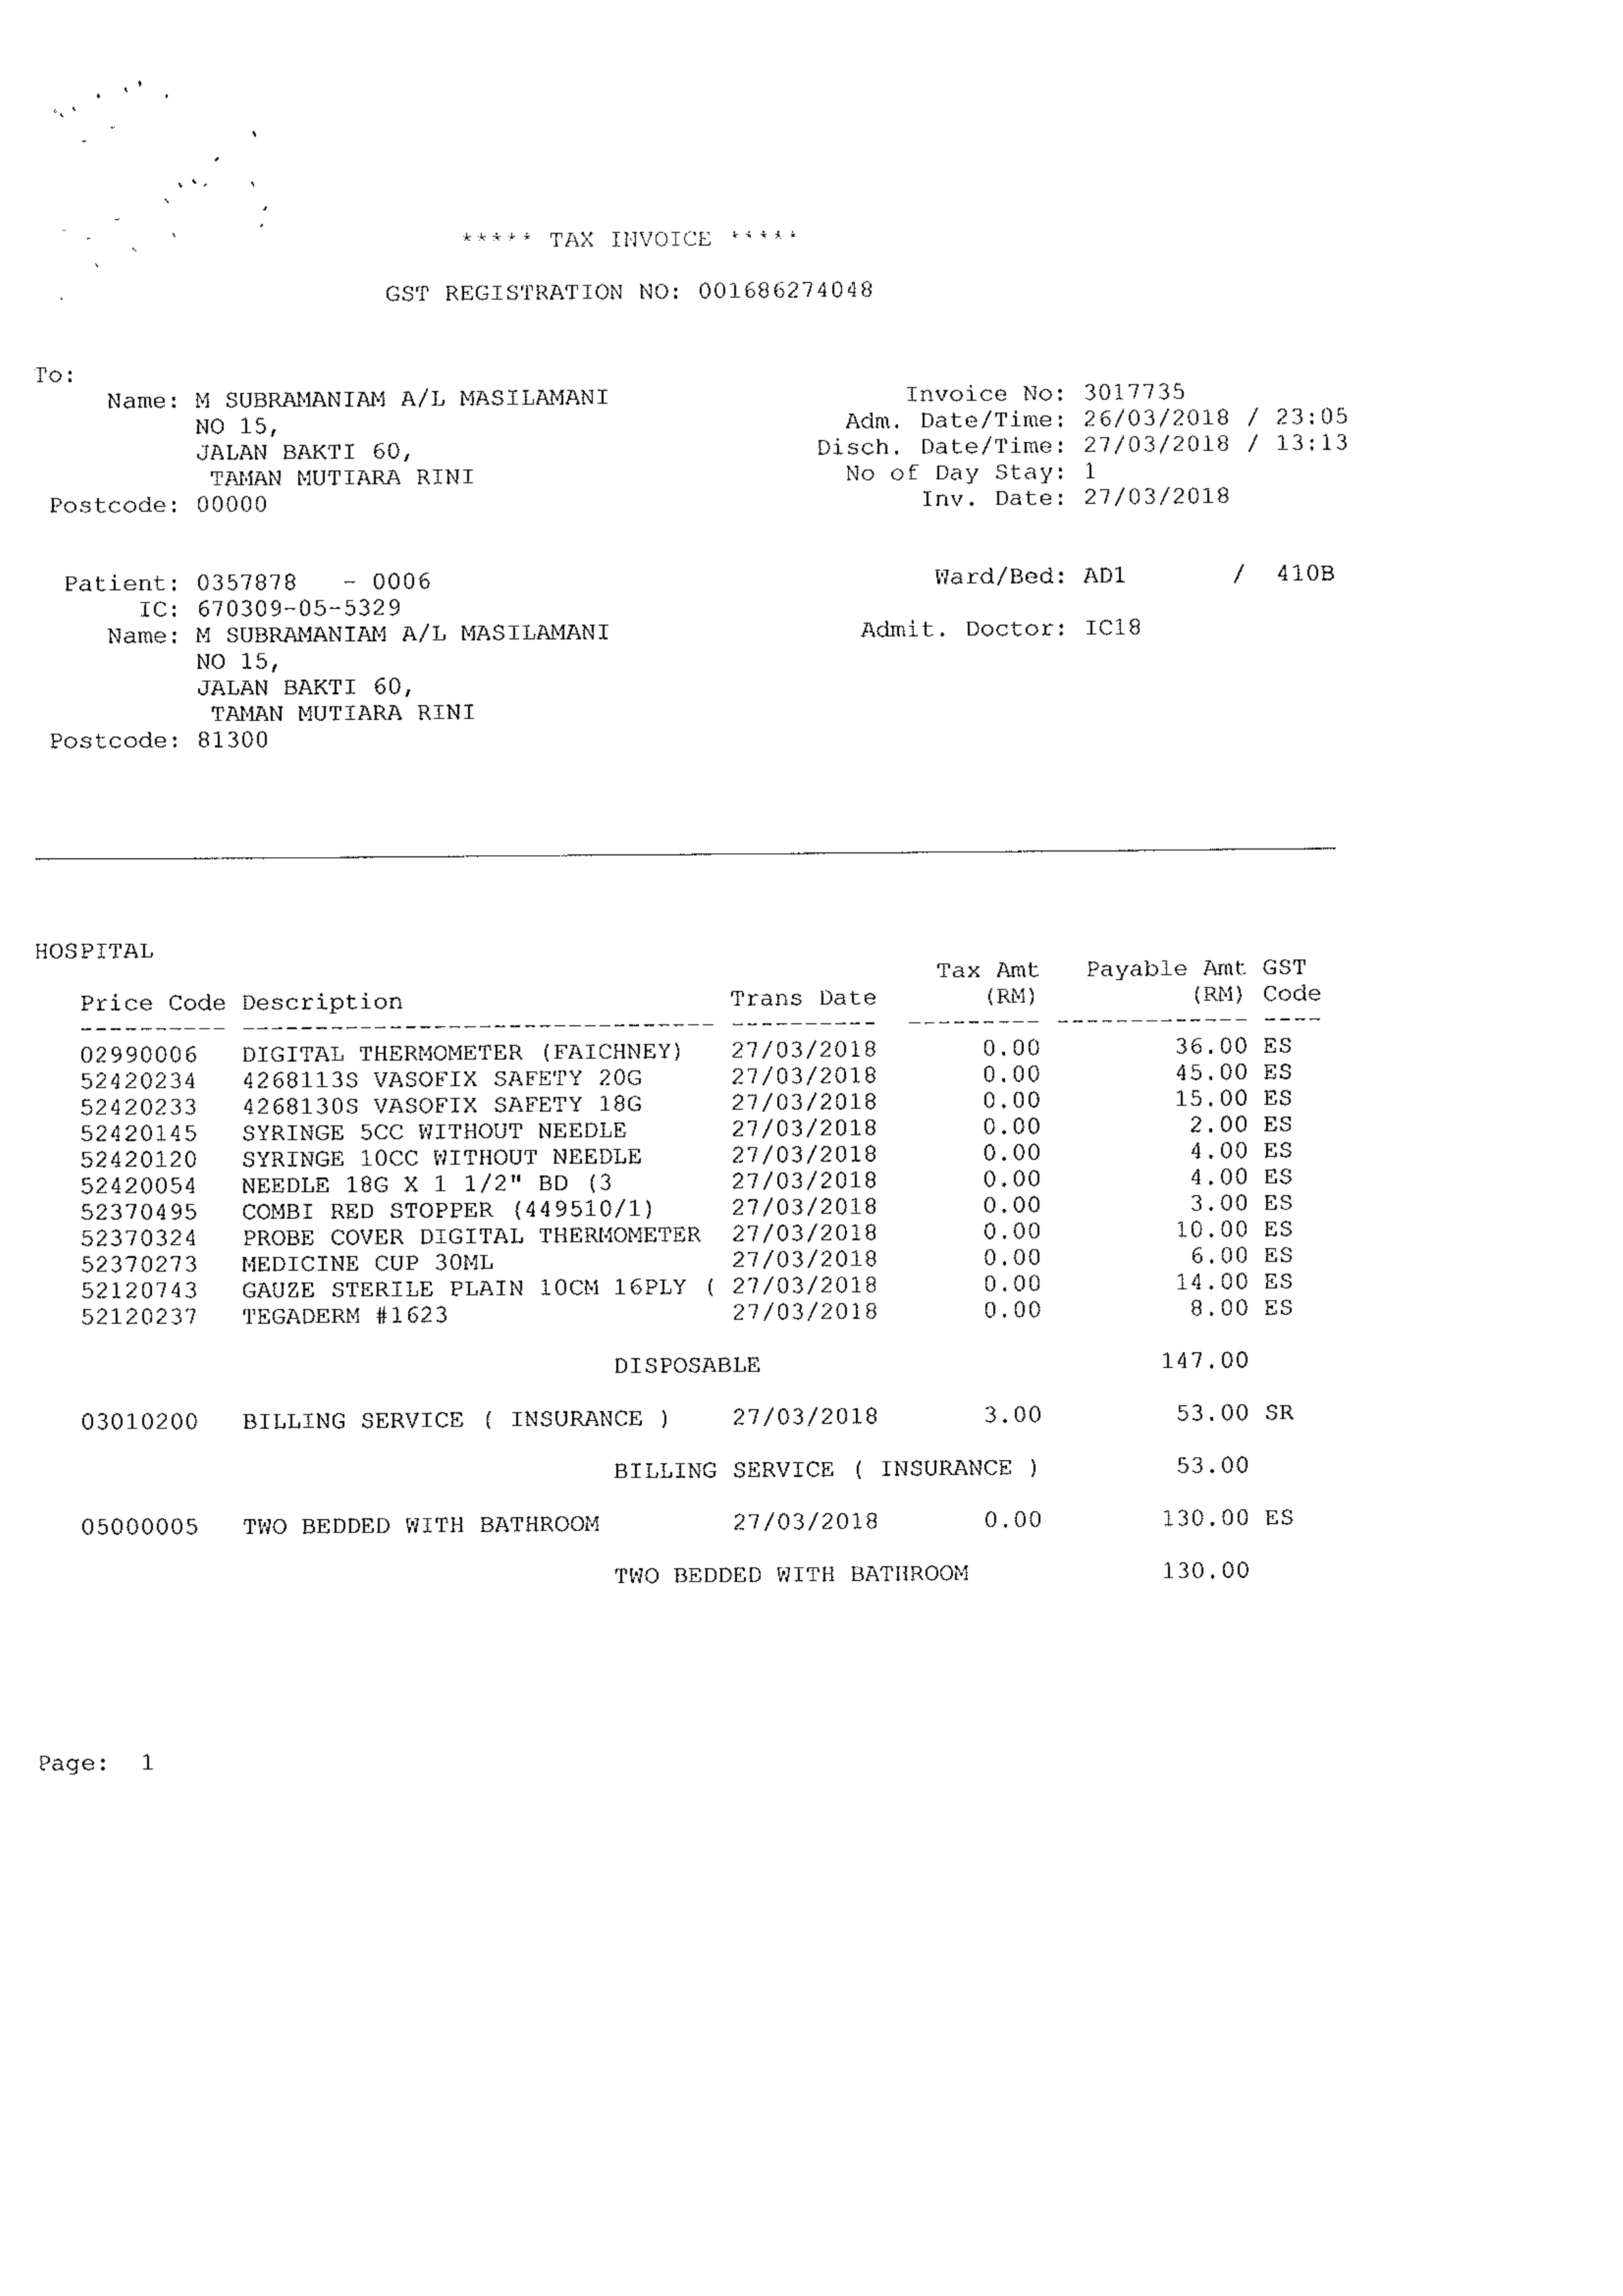 ***** TAX INVOICE *****
GST REGISTRATION NO: 001686274048
To:
Name: M SUBRAMANIAM A/L MASILAMANI
NO 15,
JALAN BAKTI 60,
TAMAN MUTIARA RINI
Postcode: 00000
Invoice No: 3017735
Adm. Date/Time: 26/03/2018 / 23:05
Disch. Date/Time: 27/03/2018 / 13:13
No of Day Stay: 1
Inv. Date: 27/03/2018
Patient: 0357878 - 0006
IC: 670309-05-5329
Name: M SUBRAMANIAM A/L MASILAMANI
NO 15,
JALAN BAKTI 60,
TAMAN MUTIARA RINI
Postcode: 81300
Ward/Bed: AD1 / 410B
Admit. Doctor: IC18
HOSPITAL
Tax Amt Payable Amt GST
Price Code Description Trans Date (RM) (RM) Code
02990006 DIGITAL THERMOMETER (FAICHNEY) 27/03/2018 0.00 36.00 ES
52420234 4268113S VASOFIX SAFETY 20G 27/03/2018 0.00 45.00 ES
52420233 4268130S VASOFIX SAFETY 18G 27/03/2018 0.00 15.00 ES
52420145 SYRINGE 5CC WITHOUT NEEDLE 27/03/2018 0.00 2.00 ES
52420120 SYRINGE 10CC WITHOUT NEEDLE 27/03/2018 0.00 4.00 ES
52420054 NEEDLE 18G X 1 1/2" BD (3 27/03/2018 0.00 4.00 ES
52370495 COMBI RED STOPPER (449510/1) 27/03/2018 0.00 3.00 ES
52370324 PROBE COVER DIGITAL THERMOMETER 27/03/2018 0.00 10.00 ES
52370273 MEDICINE CUP 30ML 27/03/2018 0.00 6.00 ES
52120743 GAUZE STERILE PLAIN 10CM 16PLY ( 27/03/2018 0.00 14.00 ES
52120237 TEGADERM #1623 27/03/2018 0.00 8.00 ES
DISPOSABLE 147.00
03010200 BILLING SERVICE ( INSURANCE ) 27/03/2018 3.00 53.00 SR
BILLING SERVICE ( INSURANCE ) 53.00
05000005 TWO BEDDED WITH BATHROOM 27/03/2018 0.00 130.00 ES
TWO BEDDED WITH BATHROOM 130.00
Page: 1